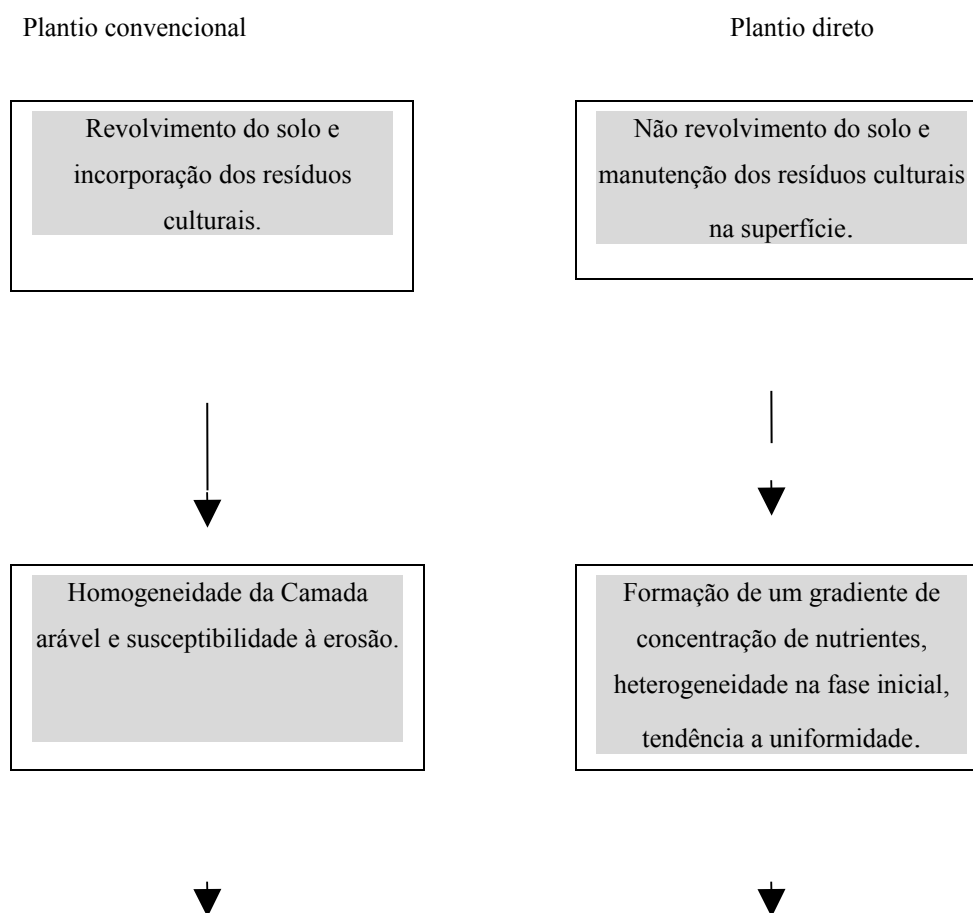 Plantio convencional
Plantio direto
Revolvimento do solo e
incorporação dos resíduos
culturais.
Não revolvimento do solo e
manutenção dos resíduos culturais
na superfície.
Homogeneidade da Camada
arável e susceptibilidade à erosão.
Formação de um gradiente de
concentração de nutrientes,
heterogeneidade na fase inicial,
tendência a uniformidade.